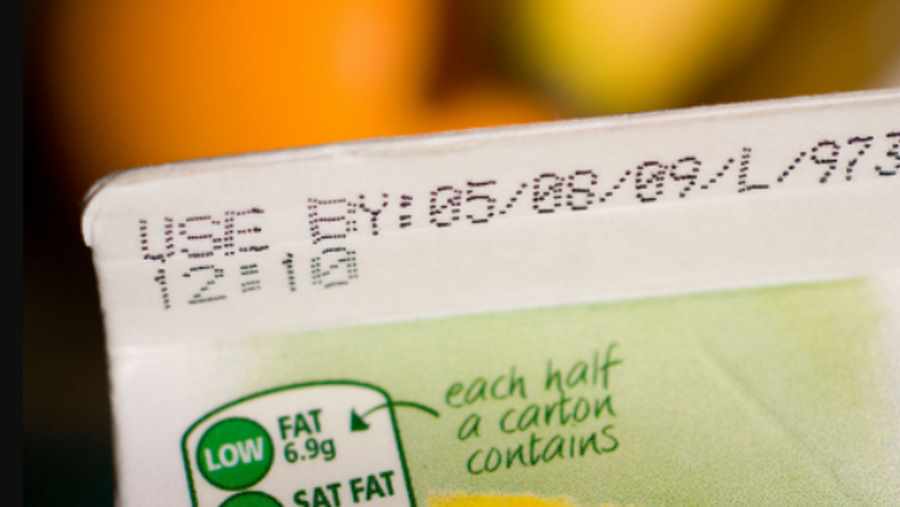 USE BY:05/08/09/L/973
12:10
each half
a carton
contains
LOW
FAT
6.9g
SAT FAT